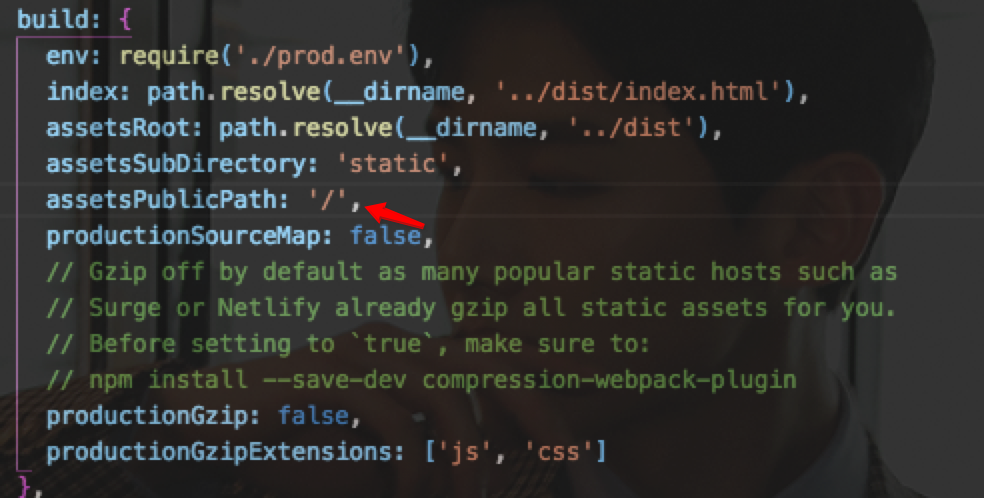 build: {
env: require('./prod.env'),
index: path.resolve(__dirname, '../dist/index.html'),
assetsRoot: path.resolve(__dirname, '../dist'),
assetsSubDirectory: 'static',
assetsPublicPath: '/',
productionSourceMap: false,
// Gzip off by default as many popular static hosts such as
// Surge or Netlify already gzip all static assets for you.
// Before setting to `true`, make sure to:
// npm install --save-dev compression-webpack-plugin
productionGzip: false,
productionGzipExtensions: ['js', 'css']
},